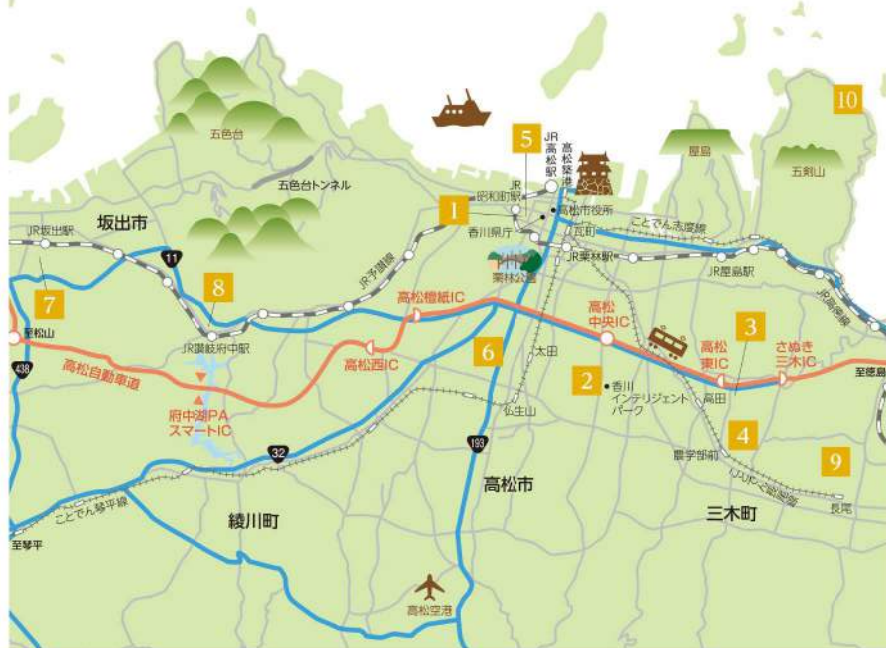 10
五色台
5
JR
高松駅
高松築港
屋島
五剣山
五色台トンネル
JR
昭和町駅
坂出市
1
高松市役所
ことでん志度線
香川県庁
瓦町
JR坂出駅
11
JR予讃線
JR栗林駅
栗林公園
JR屋島駅
JR高徳線
7
8
高松檀紙IC
高松
中央IC
3
至松山
JR讃岐府中駅
高松西IC
6
太田
高松
東IC
さぬき
三木IC
438
高松自動車道
2
香川
インテリジェント
パーク
高田
至徳島
府中湖PA
スマートIC
仏生山
4
32
193
農学部前
9
ことでん琴平線
高松市
長尾
綾川町
三木町
至琴平
高松空港